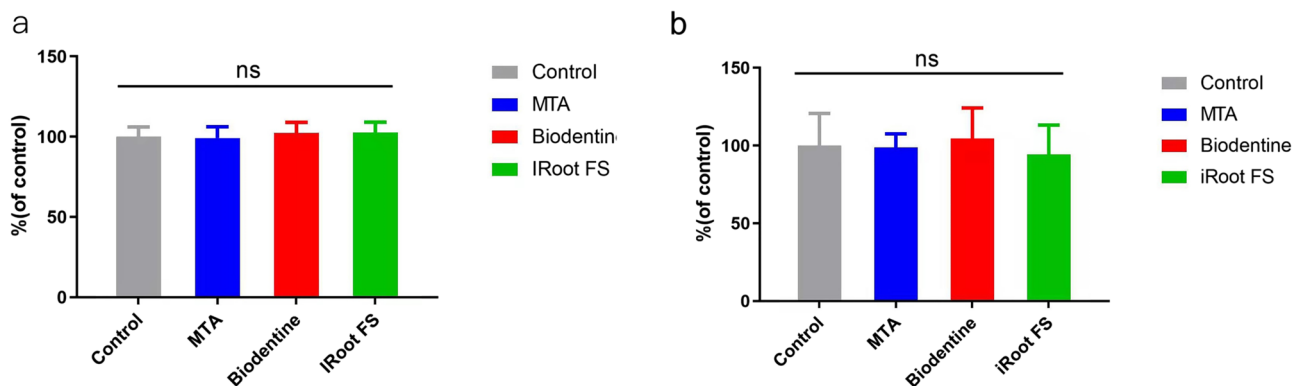 a
%(of control)
150
100
50
0
ns
Control
MTA
Biodentine
IRoot FS
Control
MTA
Biodentin
IRoot FS
b
%(of control)
150
100
50
0
ns
Control
MTA
Biodentine
iRoot FS
Control
MTA
Biodentine
iRoot FS